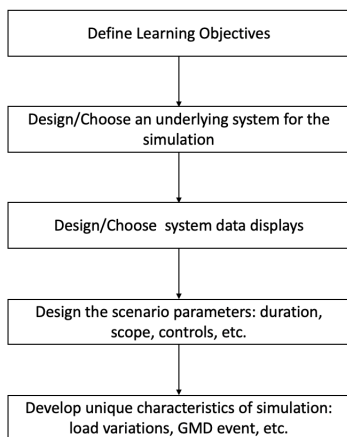 Define Learning Objectives
Design/Choose an underlying system for the
simulation
Design/Choose system data displays
Design the scenario parameters: duration,
scope, controls, etc.
Develop unique characteristics of simulation:
load variations, GMD event, etc.